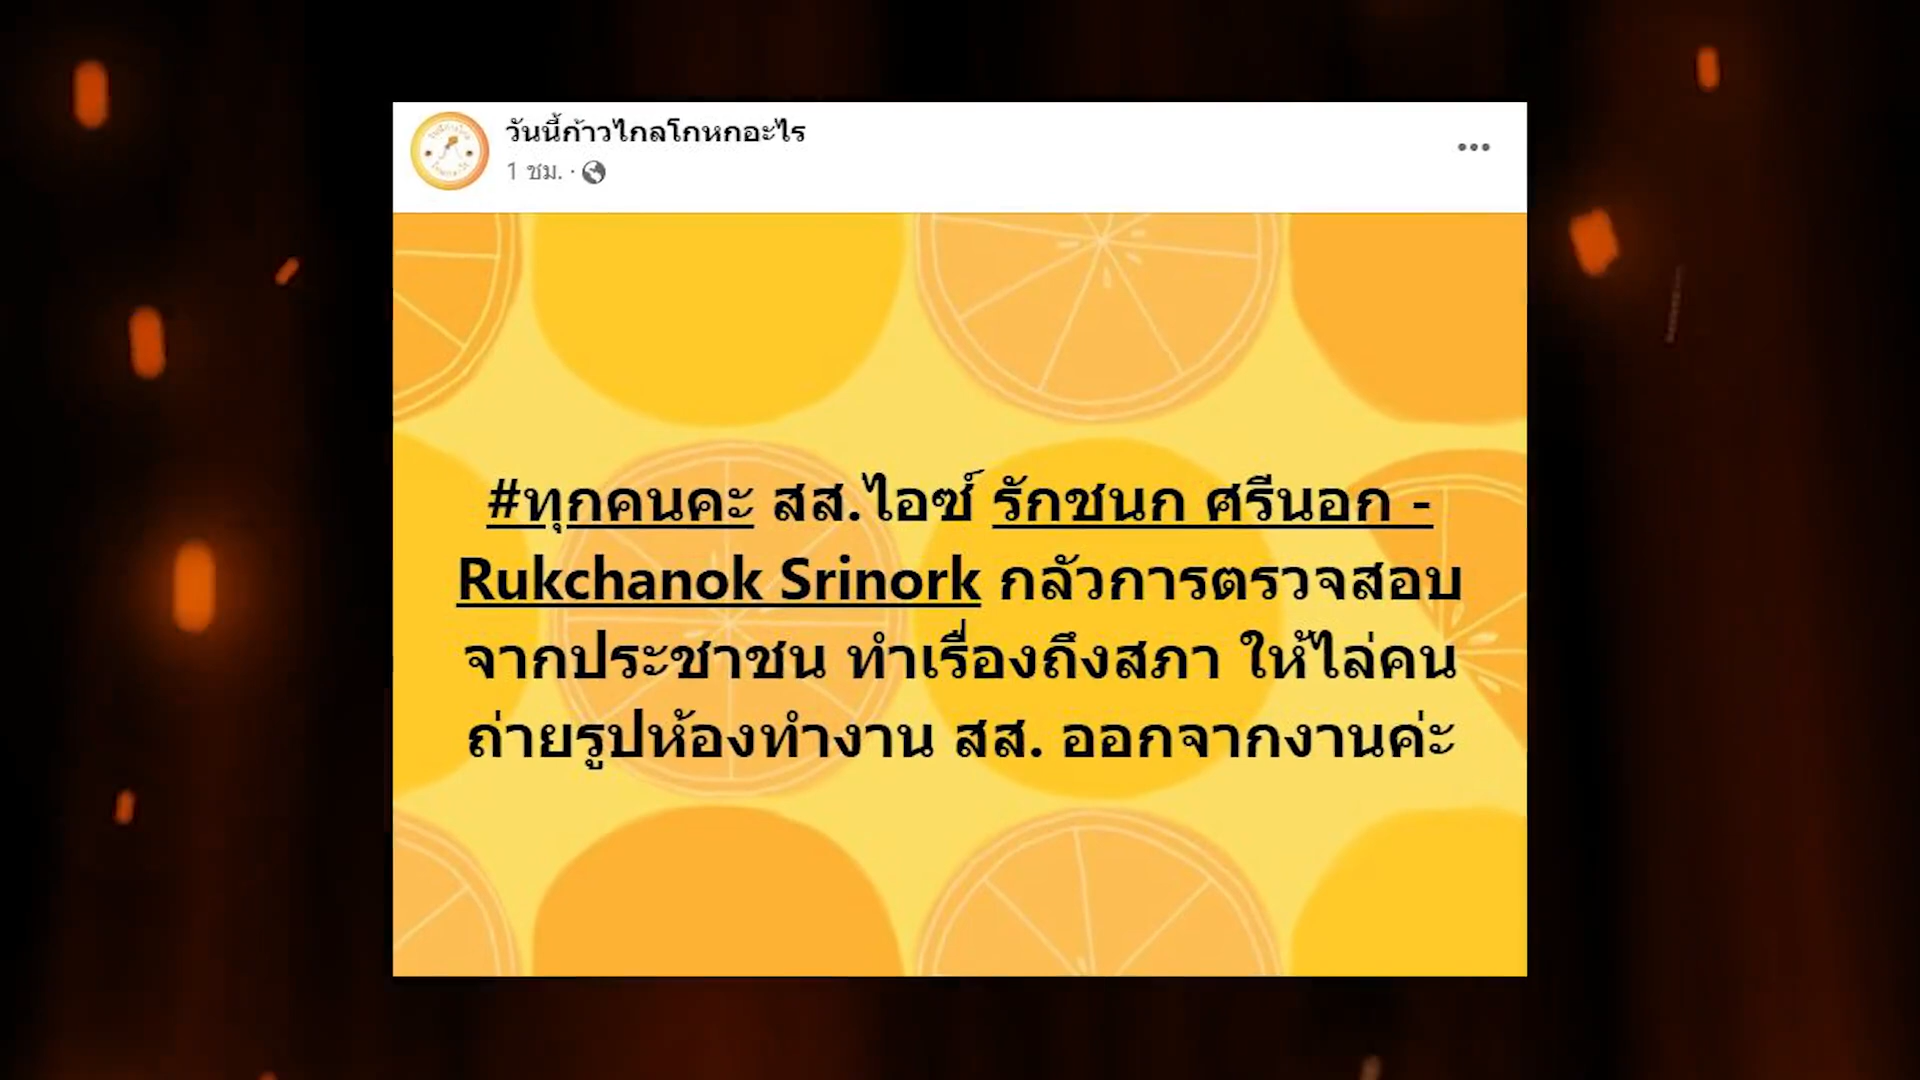 วันนี้ก้าวไกลโกหกอะไร
1 ชม. ·
#ทุกคนคะ สส.ไอซ์ รักชนก ศรีนอก -
Rukchanok Srinork กลัวการตรวจสอบ
จากประชาชน ทำเรื่องถึงสภา ให้ไล่คน
ถ่ายรูปห้องทำงาน สส. ออกจากงานค่ะ